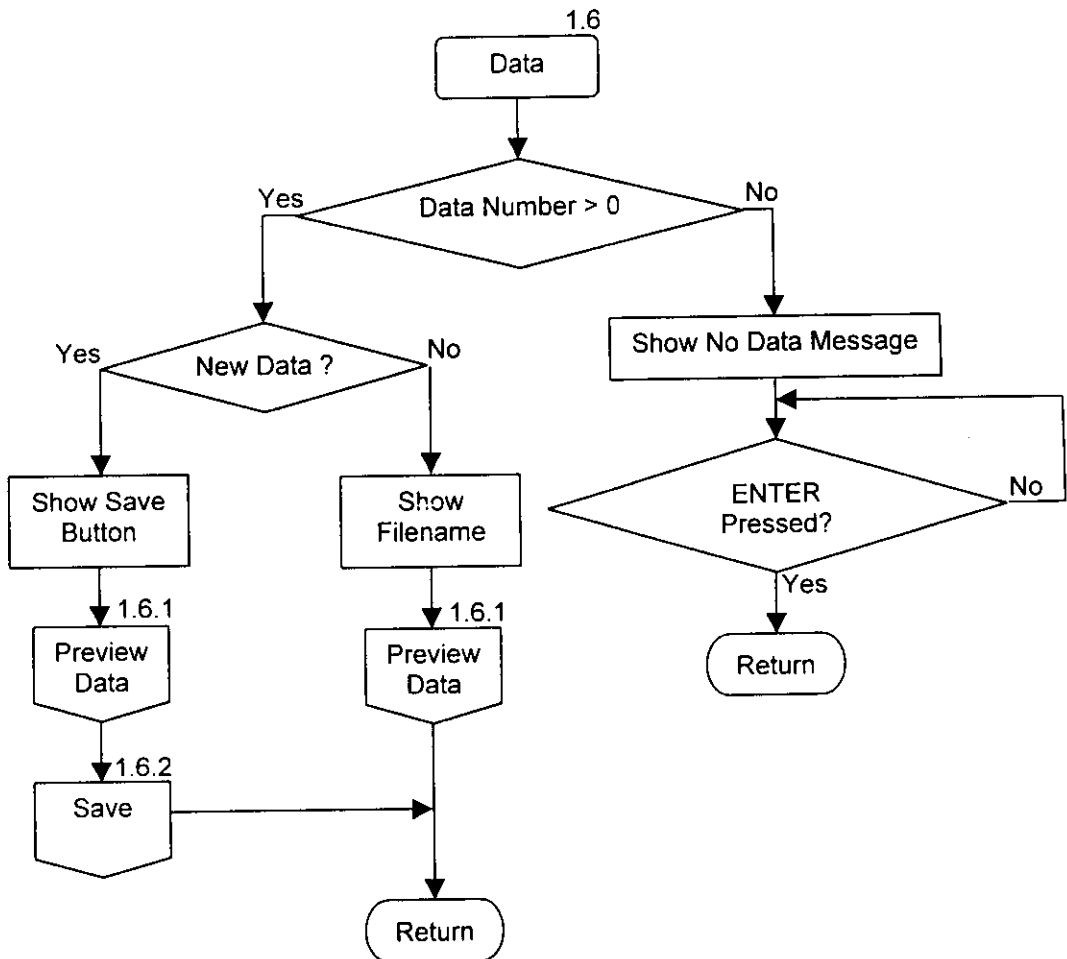 1.6
Data
Data Number > 0
Yes
No
New Data ?
Yes
No
Show No Data Message
Show Save
Button
Show
Filename
ENTER
Pressed?
No
Yes
1.6.1
Preview
Data
1.6.1
Preview
Data
Return
1.6.2
Save
Return